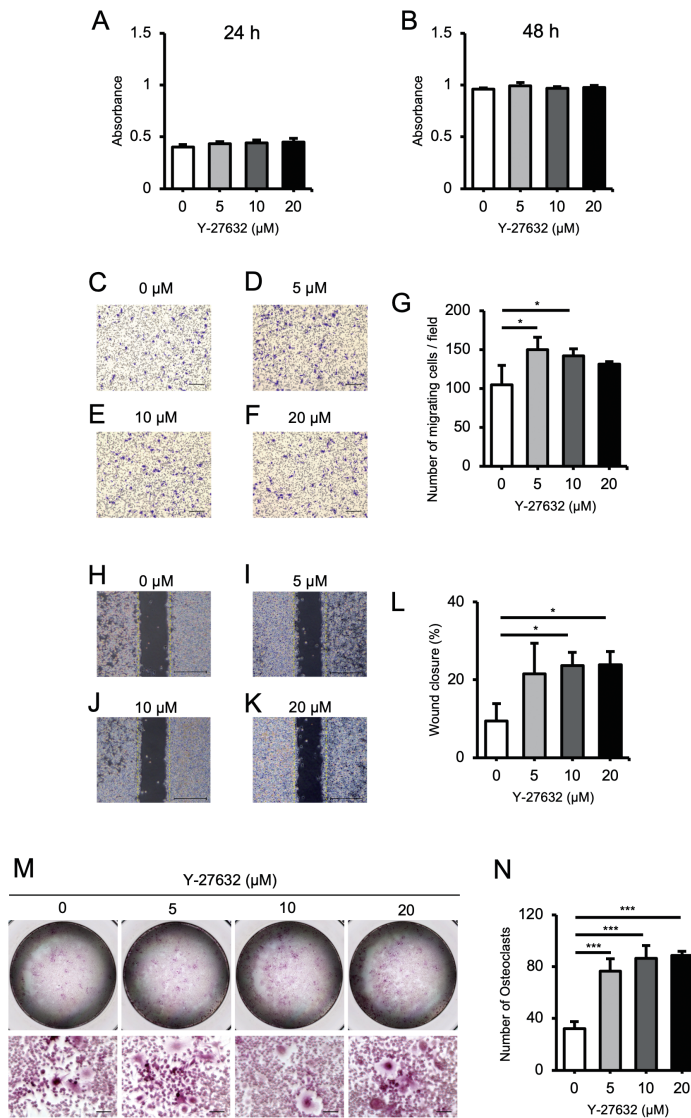 A
24 h
Absorbance
1.5
1
0.5
0
0 5 10 20
Y-27632 (µM)
B
48 h
Absorbance
1.5
1
0.5
0
0 5 10 20
Y-27632 (µM)
C 0 µM
D 5 µM
E 10 µM
F 20 µM
G
Number of migrating cells / field
200
150
100
50
0
*
*
0 5 10 20
Y-27632 (µM)
H 0 µM
I 5 µM
J 10 µM
K 20 µM
L
Wound closure (%)
40
20
0
*
*
0 5 10 20
Y-27632 (µM)
M
Y-27632 (µM)
0 5 10 20
N
Number of Osteoclasts
120
80
40
0
***
***
***
0 5 10 20
Y-27632 (µM)